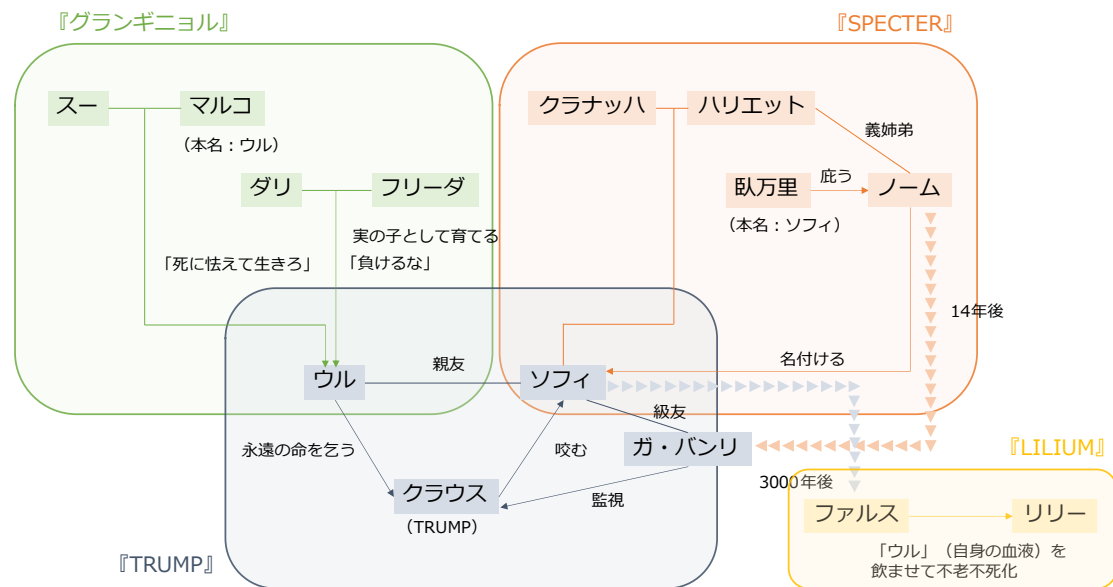 『グランギニョル』
『SPECTER』
スー
マルコ
（本名：ウル）
クラナッハ
ハリエット
義姉弟
ダリ
フリーダ
臥万里
庇う
ノーム
（本名：ソフィ）
実の子として育てる
「死に怯えて生きろ」
「負けるな」
14年後
親友
名付ける
ウル
ソフィ
級友
永遠の命を乞う
咬む
ガ・バンリ
『LILIUM』
クラウス
（TRUMP）
監視
3000年後
ファルス
リリー
『TRUMP』
「ウル」（自身の血液）を
飲ませて不老不死化